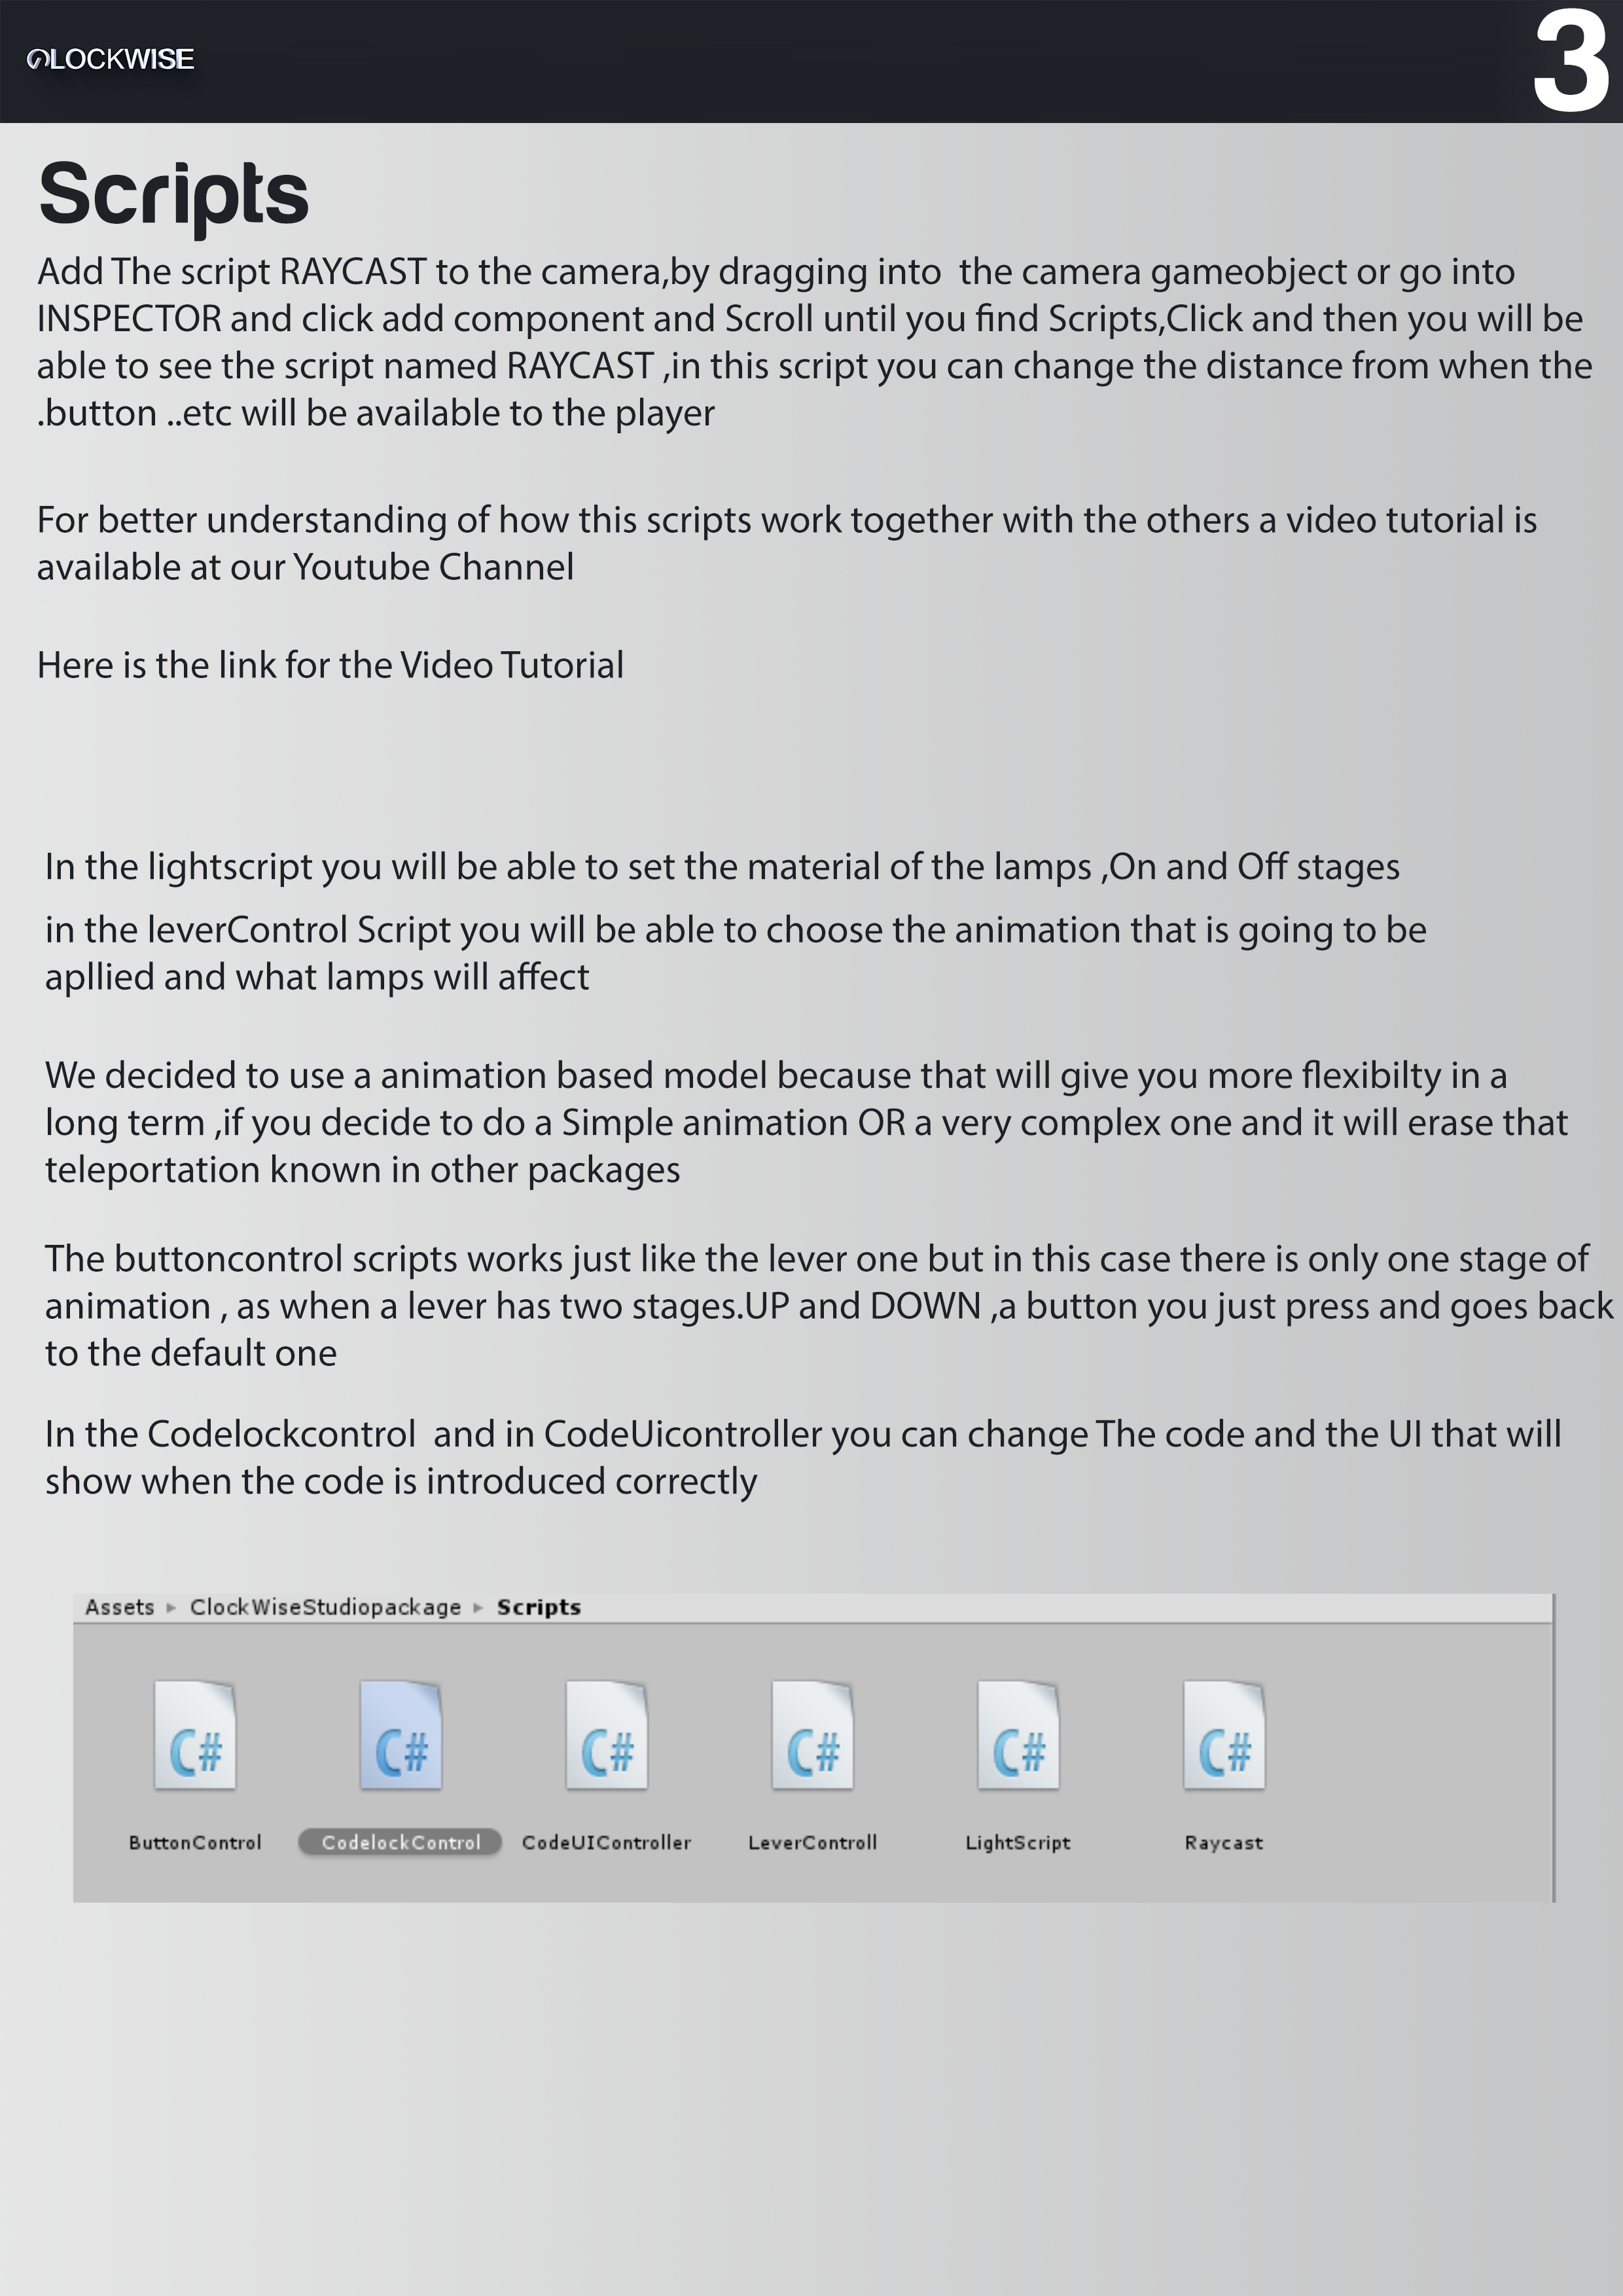 CLOCKWISE
3
Scripts
Add The script RAYCAST to the camera,by dragging into  the camera gameobject or go into
INSPECTOR and click add component and Scroll until you find Scripts,Click and then you will be
able to see the script named RAYCAST ,in this script you can change the distance from when the
.button ..etc will be available to the player
For better understanding of how this scripts work together with the others a video tutorial is
available at our Youtube Channel
Here is the link for the Video Tutorial
In the lightscript you will be able to set the material of the lamps ,On and Off stages
in the leverControl Script you will be able to choose the animation that is going to be
apllied and what lamps will affect
We decided to use a animation based model because that will give you more flexibilty in a
long term ,if you decide to do a Simple animation OR a very complex one and it will erase that
teleportation known in other packages
The buttoncontrol scripts works just like the lever one but in this case there is only one stage of
animation , as when a lever has two stages.UP and DOWN ,a button you just press and goes back
to the default one
In the Codelockcontrol  and in CodeUicontroller you can change The code and the UI that will
show when the code is introduced correctly
Assets ▸ ClockWiseStudiopackage ▸ Scripts
C# C# C# C# C# C#
ButtonControl CodelockControl CodeUIController LeverControll LightScript Raycast